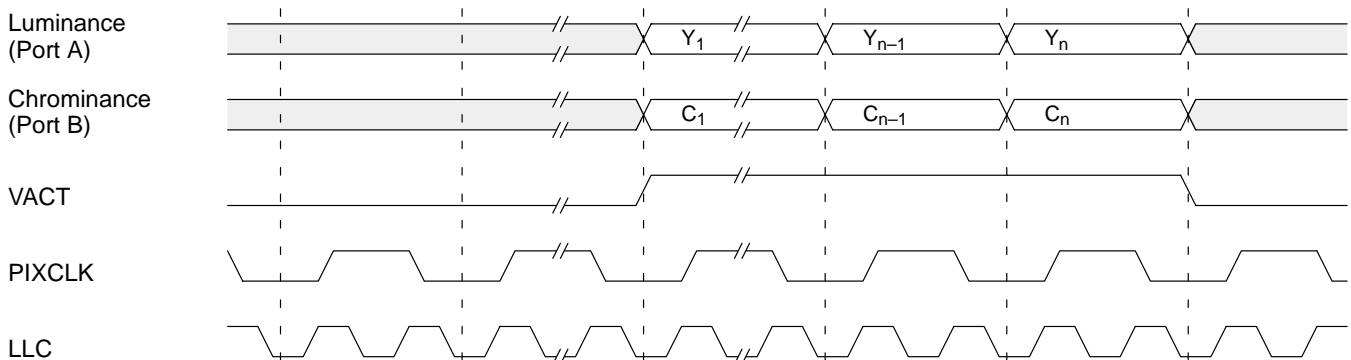 Luminance
(Port A)
Y₁
Yₙ₋₁
Yₙ
Chrominance
(Port B)
C₁
Cₙ₋₁
Cₙ
VACT
PIXCLK
LLC